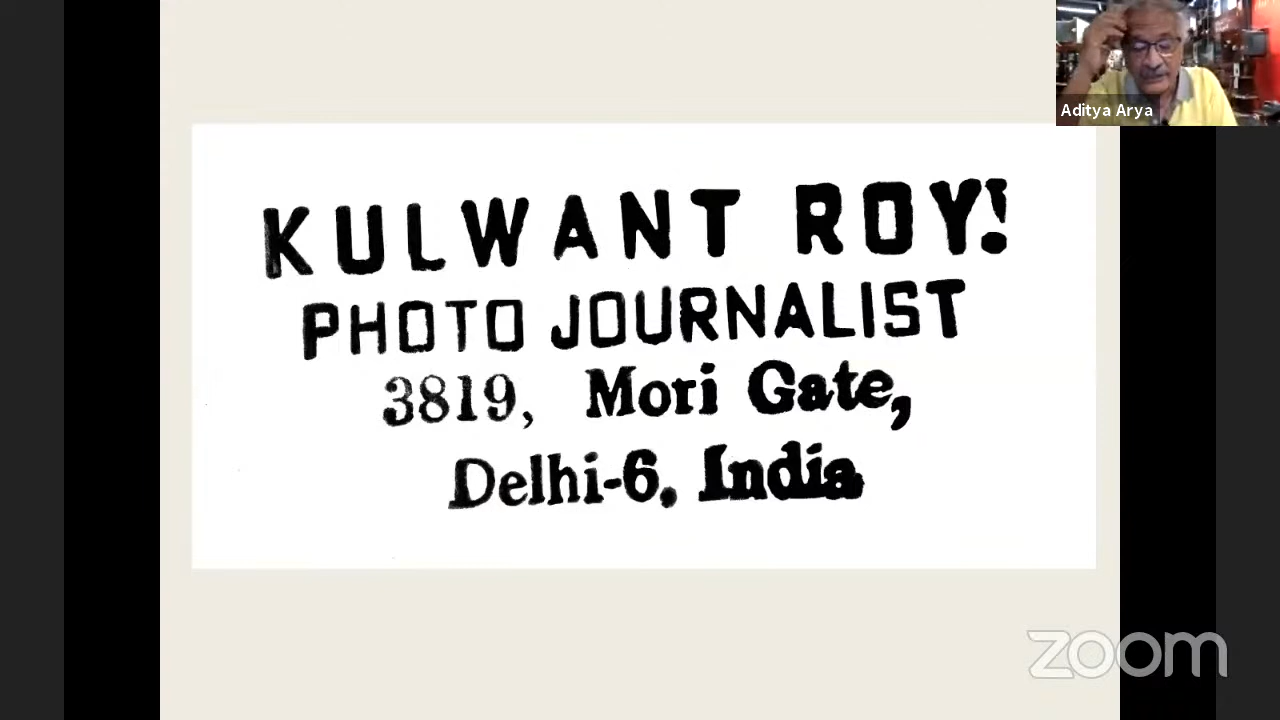 Aditya Arya
KULWANT ROY!
PHOTO JOURNALIST
3819, Mori Gate,
Delhi-6. India
zoom